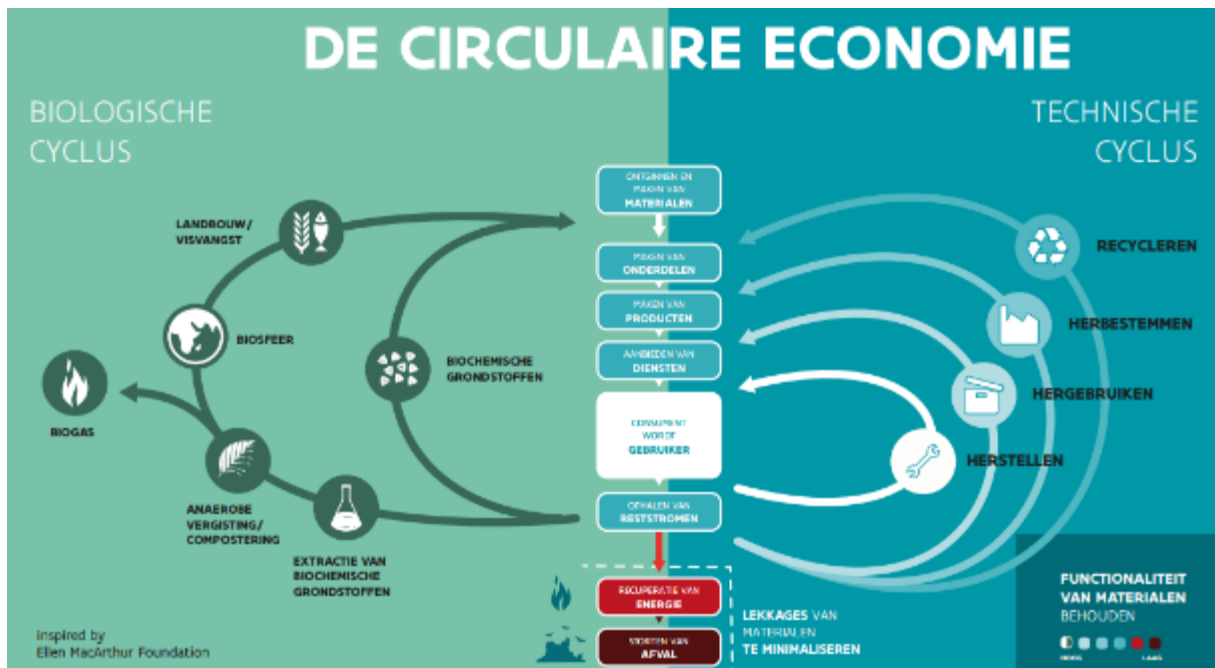 DE CIRCULAIRE ECONOMIE
BIOLOGISCHE
CYCLUS
TECHNISCHE
CYCLUS
ONTGINNEN EN
MAKEN VAN
MATERIALEN
MAKEN VAN
ONDERDELEN
MAKEN VAN
PRODUCTEN
AANBIEDEN VAN
DIENSTEN
CONSUMENT
WORDT
GEBRUIKER
OPHALEN VAN
RESTSTROMEN
RECUPERATIE VAN
ENERGIE
STORTEN VAN
AFVAL
LANDBOUW/
VISVANGST
BIOSFEER
BIOCHEMISCHE
GRONDSTOFFEN
BIOGAS
ANAEROBE
VERGISTING/
COMPOSTERING
EXTRACTIE VAN
BIOCHEMISCHE
GRONDSTOFFEN
RECYCLEREN
HERBESTEMMEN
HERGEBRUIKEN
HERSTELLEN
LEKKAGES VAN
MATERIALEN
TE MINIMALISEREN
FUNCTIONALITEIT
VAN MATERIALEN
BEHOUDEN
HOOG LAAG
inspired by
Ellen MacArthur Foundation